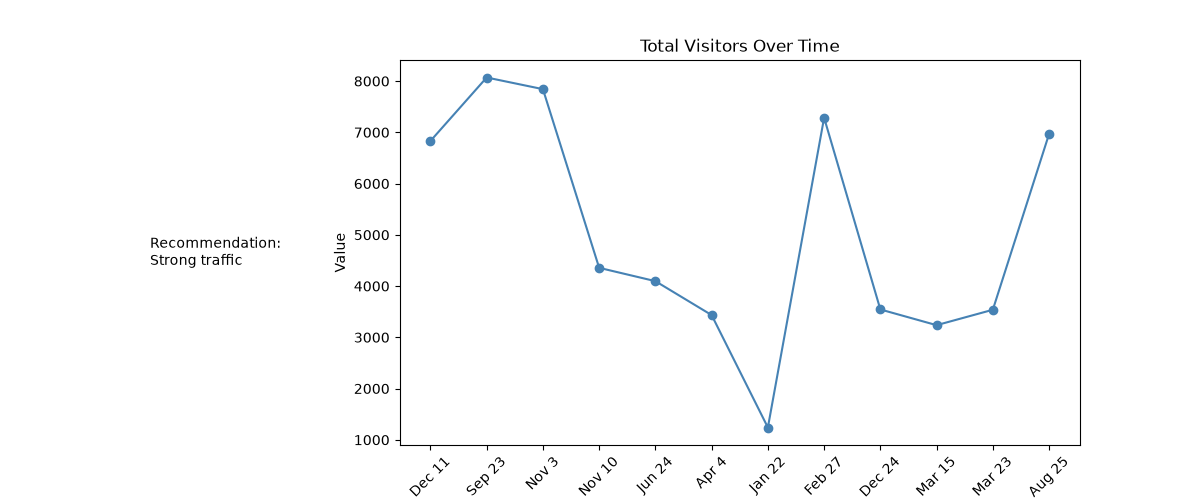 Total Visitors Over Time
Recommendation:
Strong traffic
Value
8000
7000
6000
5000
4000
3000
2000
1000
Dec 11
Sep 23
Nov 3
Nov 10
Jun 24
Apr 4
Jan 22
Feb 27
Dec 24
Mar 15
Mar 23
Aug 25